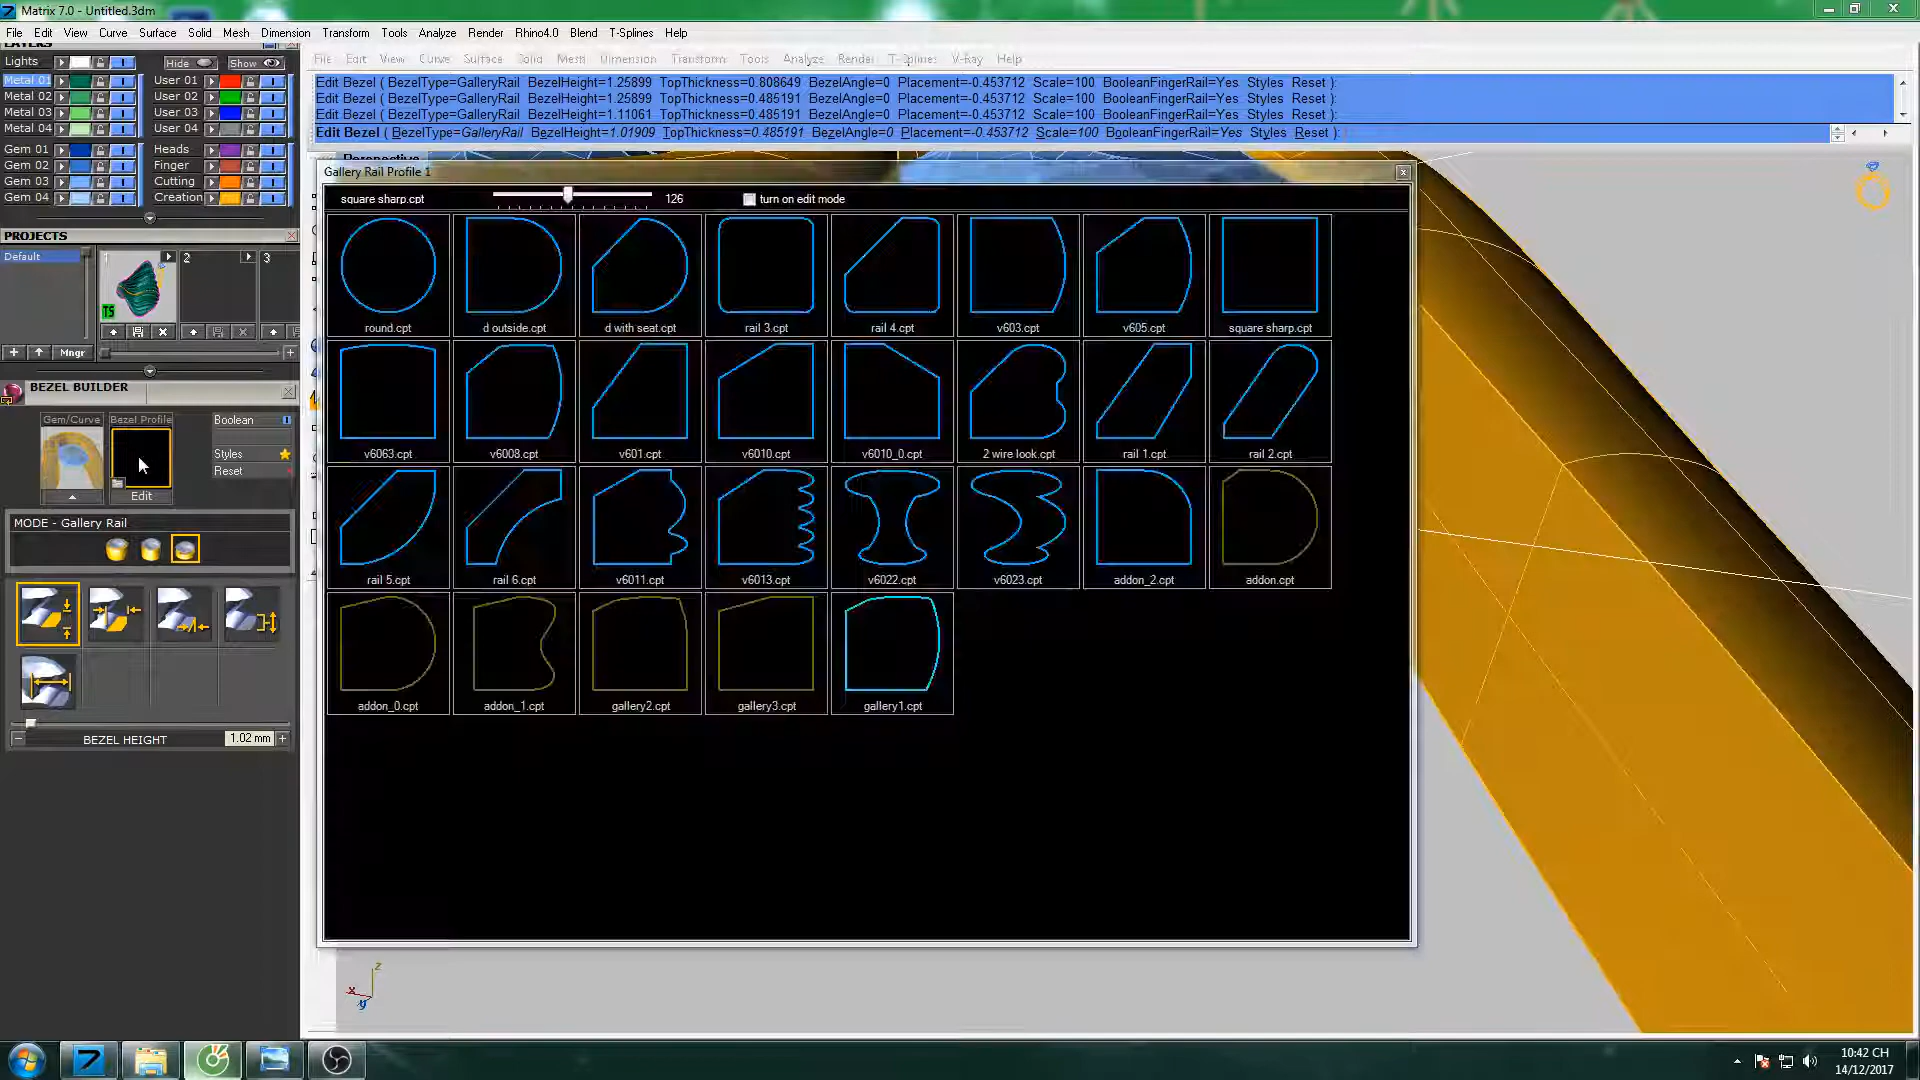 Matrix 7.0 - Untitled.3dm
File Edit View Curve Surface Solid Mesh Dimension Transform Tools Analyze Render Rhino4.0 Blend T-Splines Help
LAYERS
Lights Hide Show
Metal 01 User 01
Metal 02 User 02
Metal 03 User 03
Metal 04 User 04
Gem 01 Heads
Gem 02 Finger
Gem 03 Cutting
Gem 04 Creation
PROJECTS
Default
1 2 3
TS
Mngr
BEZEL BUILDER
Gem/Curve Bezel Profile Boolean
Styles
Reset
Edit
MODE - Gallery Rail
BEZEL HEIGHT 1.02 mm
File Edit View Curve Surface Solid Mesh Dimension Transform Tools Analyze Render T-Splines V-Ray Help
Edit Bezel ( BezelType=GalleryRail BezelHeight=1.25899 TopThickness=0.808649 BezelAngle=0 Placement=-0.453712 Scale=100 BooleanFingerRail=Yes Styles Reset ):
Edit Bezel ( BezelType=GalleryRail BezelHeight=1.25899 TopThickness=0.485191 BezelAngle=0 Placement=-0.453712 Scale=100 BooleanFingerRail=Yes Styles Reset ):
Edit Bezel ( BezelType=GalleryRail BezelHeight=1.11061 TopThickness=0.485191 BezelAngle=0 Placement=-0.453712 Scale=100 BooleanFingerRail=Yes Styles Reset ):
Edit Bezel ( BezelType=GalleryRail BezelHeight=1.01909 TopThickness=0.485191 BezelAngle=0 Placement=-0.453712 Scale=100 BooleanFingerRail=Yes Styles Reset ):
Perspective
Gallery Rail Profile 1
square sharp.cpt 126 turn on edit mode
round.cpt d outside.cpt d with seat.cpt rail 3.cpt rail 4.cpt v603.cpt v605.cpt square sharp.cpt
v6063.cpt v6008.cpt v601.cpt v6010.cpt v6010_0.cpt 2 wire look.cpt rail 1.cpt rail 2.cpt
rail 5.cpt rail 6.cpt v6011.cpt v6013.cpt v6022.cpt v6023.cpt addon_2.cpt addon.cpt
addon_0.cpt addon_1.cpt gallery2.cpt gallery3.cpt gallery1.cpt
z
x
y
10:42 CH
14/12/2017